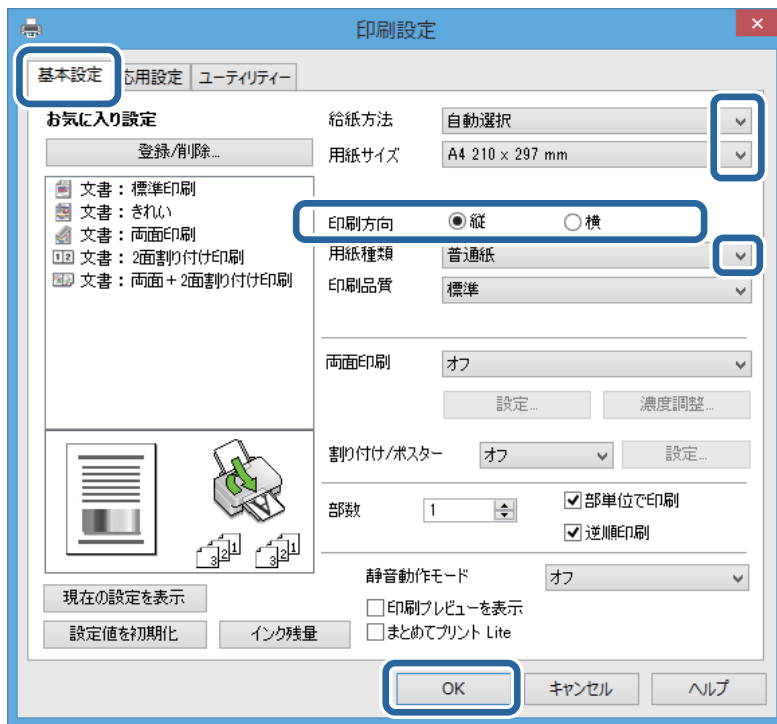 印刷設定
基本設定 応用設定 ユーティリティー
お気に入り設定
登録/削除...
文書：標準印刷
文書：きれい
文書：両面印刷
12 文書：2面割り付け印刷
文書：両面+2面割り付け印刷
1
2
3
1
2
3
現在の設定を表示
設定値を初期化 インク残量
給紙方法 自動選択
用紙サイズ A4 210 x 297 mm
印刷方向 縦 横
用紙種類 普通紙
印刷品質 標準
両面印刷 オフ
設定... 濃度調整...
割り付け/ポスター オフ 設定...
部数 1 部単位で印刷
逆順印刷
静音動作モード オフ
印刷プレビューを表示
まとめてプリント Lite
OK キャンセル ヘルプ